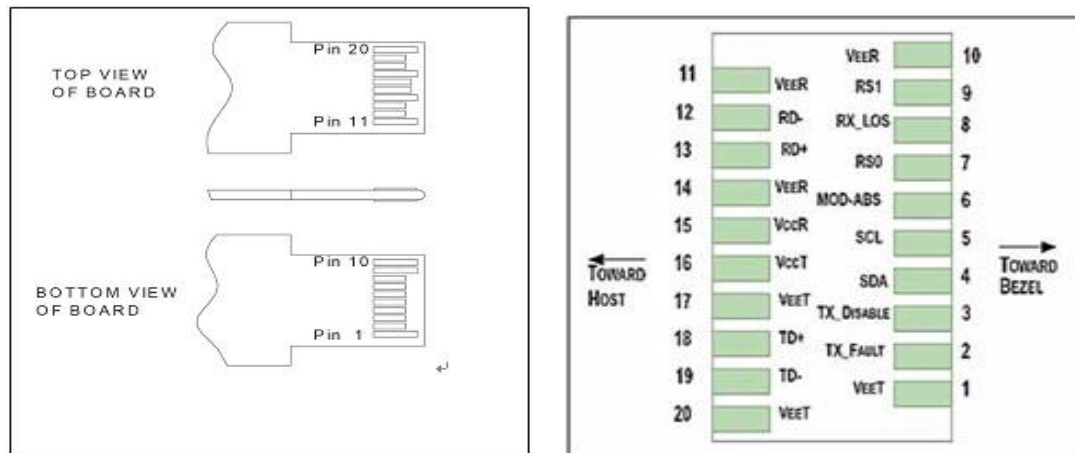 Pin 20
TOP VIEW
OF BOARD
Pin 11
Pin 10
BOTTOM VIEW
OF BOARD
Pin 1
VEER 10
11 VEER
RS1 9
12 RD-
RX_LOS 8
13 RD+
RS0 7
14 VEER
MOD-ABS 6
15 VCCR
SCL 5
16 VCCT
TOWARD
HOST
TOWARD
BEZEL
SDA 4
17 VEET
TX_DISABLE 3
18 TD+
TX_FAULT 2
19 TD-
VEET 1
20 VEET